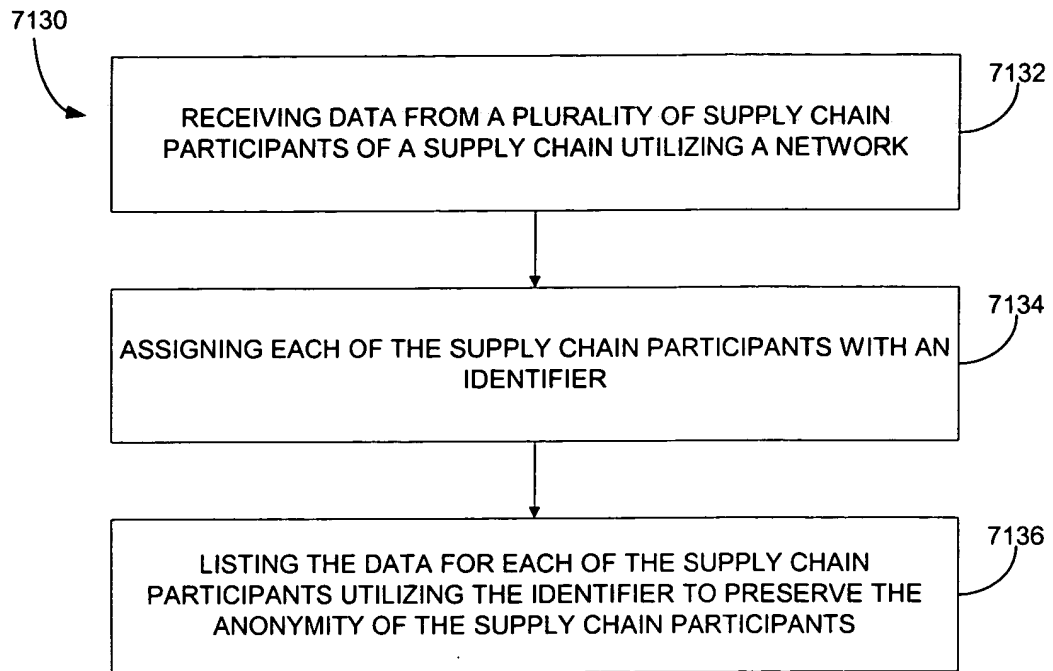 7130
7132
RECEIVING DATA FROM A PLURALITY OF SUPPLY CHAIN
PARTICIPANTS OF A SUPPLY CHAIN UTILIZING A NETWORK
7134
ASSIGNING EACH OF THE SUPPLY CHAIN PARTICIPANTS WITH AN
IDENTIFIER
7136
LISTING THE DATA FOR EACH OF THE SUPPLY CHAIN
PARTICIPANTS UTILIZING THE IDENTIFIER TO PRESERVE THE
ANONYMITY OF THE SUPPLY CHAIN PARTICIPANTS